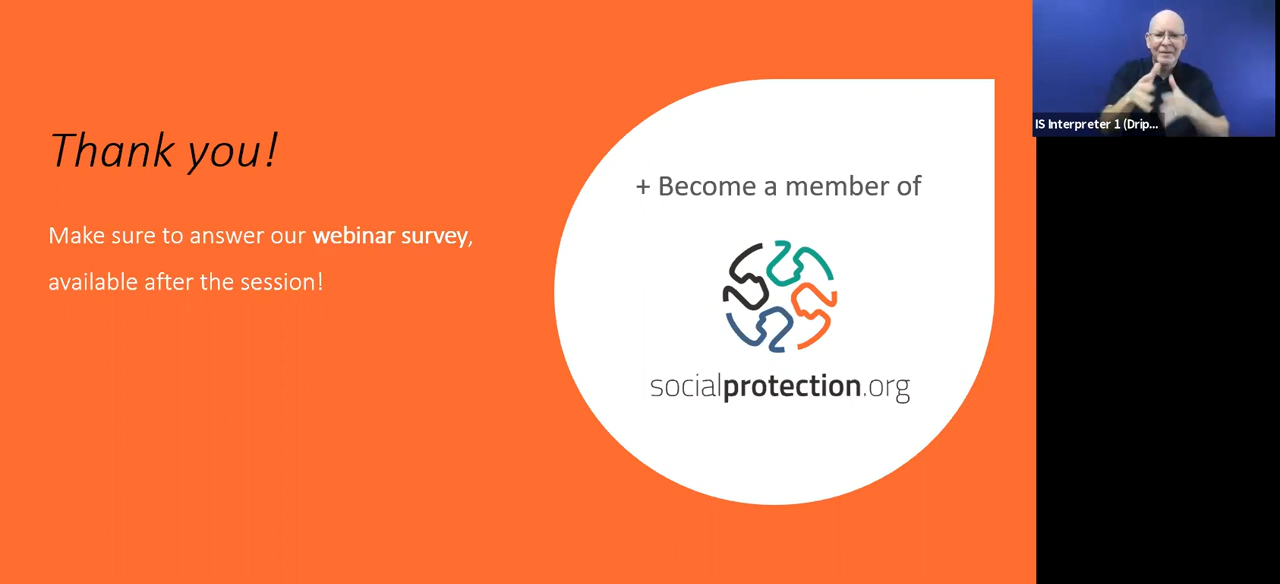 Thank you!
Make sure to answer our webinar survey,
available after the session!
+ Become a member of
socialprotection.org
IS Interpreter 1 (Drip...